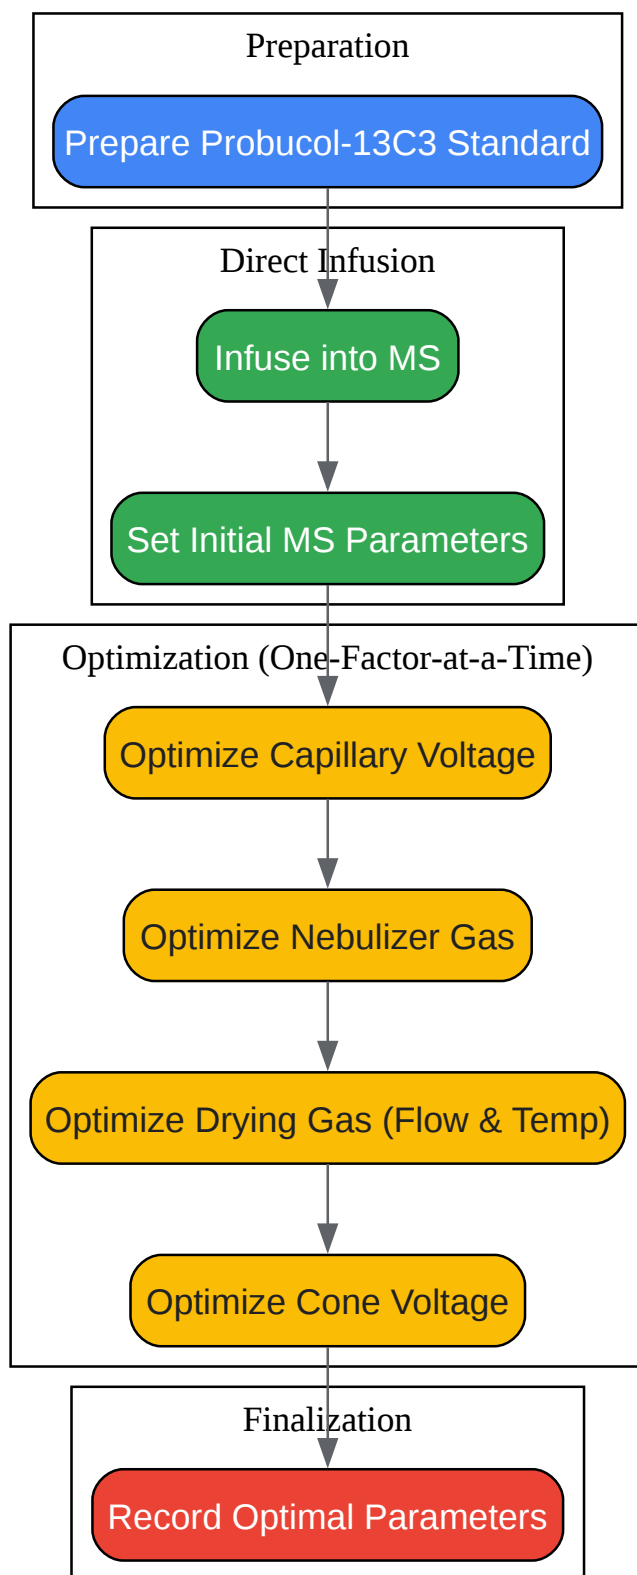 Preparation
Prepare Probucol-13C3 Standard
Direct Infusion
Infuse into MS
Set Initial MS Parameters
Optimization (One-Factor-at-a-Time)
Optimize Capillary Voltage
Optimize Nebulizer Gas
Optimize Drying Gas (Flow & Temp)
Optimize Cone Voltage
Finalization
Record Optimal Parameters